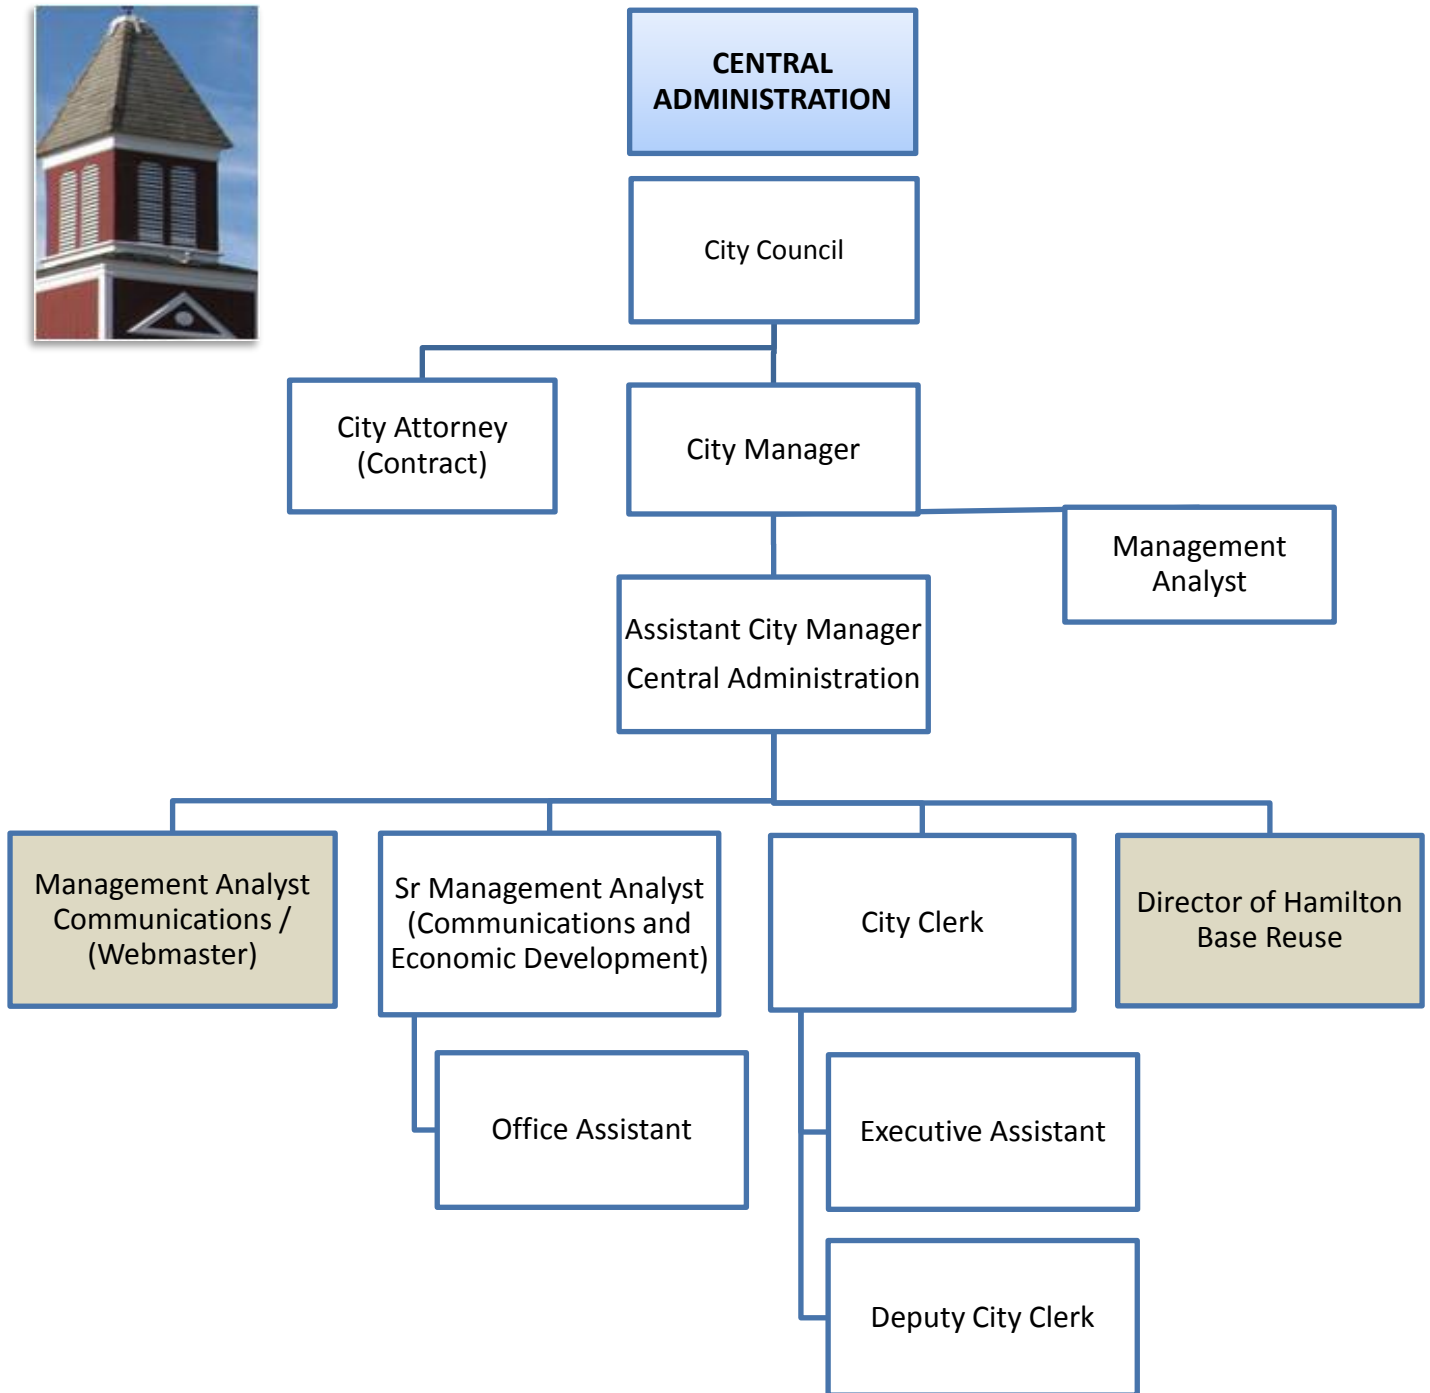 CENTRAL
ADMINISTRATION
City Council
City Attorney
(Contract)
City Manager
Management
Analyst
Assistant City Manager
Central Administration
Management Analyst
Communications /
(Webmaster)
Sr Management Analyst
(Communications and
Economic Development)
City Clerk
Director of Hamilton
Base Reuse
Office Assistant
Executive Assistant
Deputy City Clerk